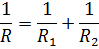 1/R = 1/R₁ + 1/R₂